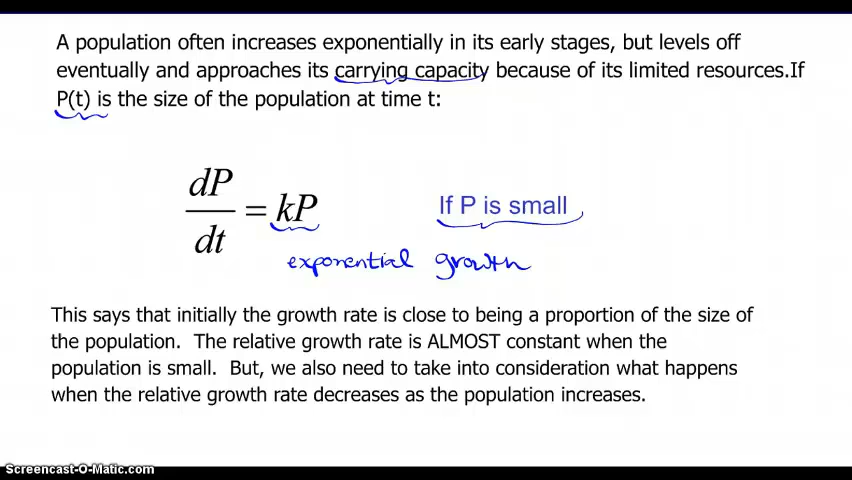 A population often increases exponentially in its early stages, but levels off
eventually and approaches its carrying capacity because of its limited resources.If
P(t) is the size of the population at time t:
dP/dt = kP
If P is small
exponential growth
This says that initially the growth rate is close to being a proportion of the size of
the population. The relative growth rate is ALMOST constant when the
population is small. But, we also need to take into consideration what happens
when the relative growth rate decreases as the population increases.
Screencast-O-Matic.com